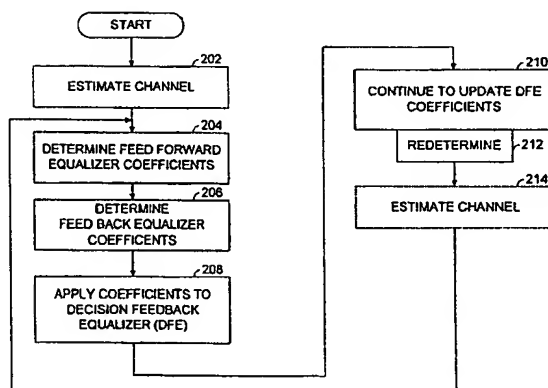 START
202
ESTIMATE CHANNEL
204
DETERMINE FEED FORWARD
EQUALIZER COEFFICIENTS
206
DETERMINE
FEED BACK EQUALIZER
COEFFICENTS
208
APPLY COEFFICIENTS TO
DECISION FEEDBACK
EQUALIZER (DFE)
210
CONTINUE TO UPDATE DFE
COEFFICIENTS
REDETERMINE
212
214
ESTIMATE CHANNEL